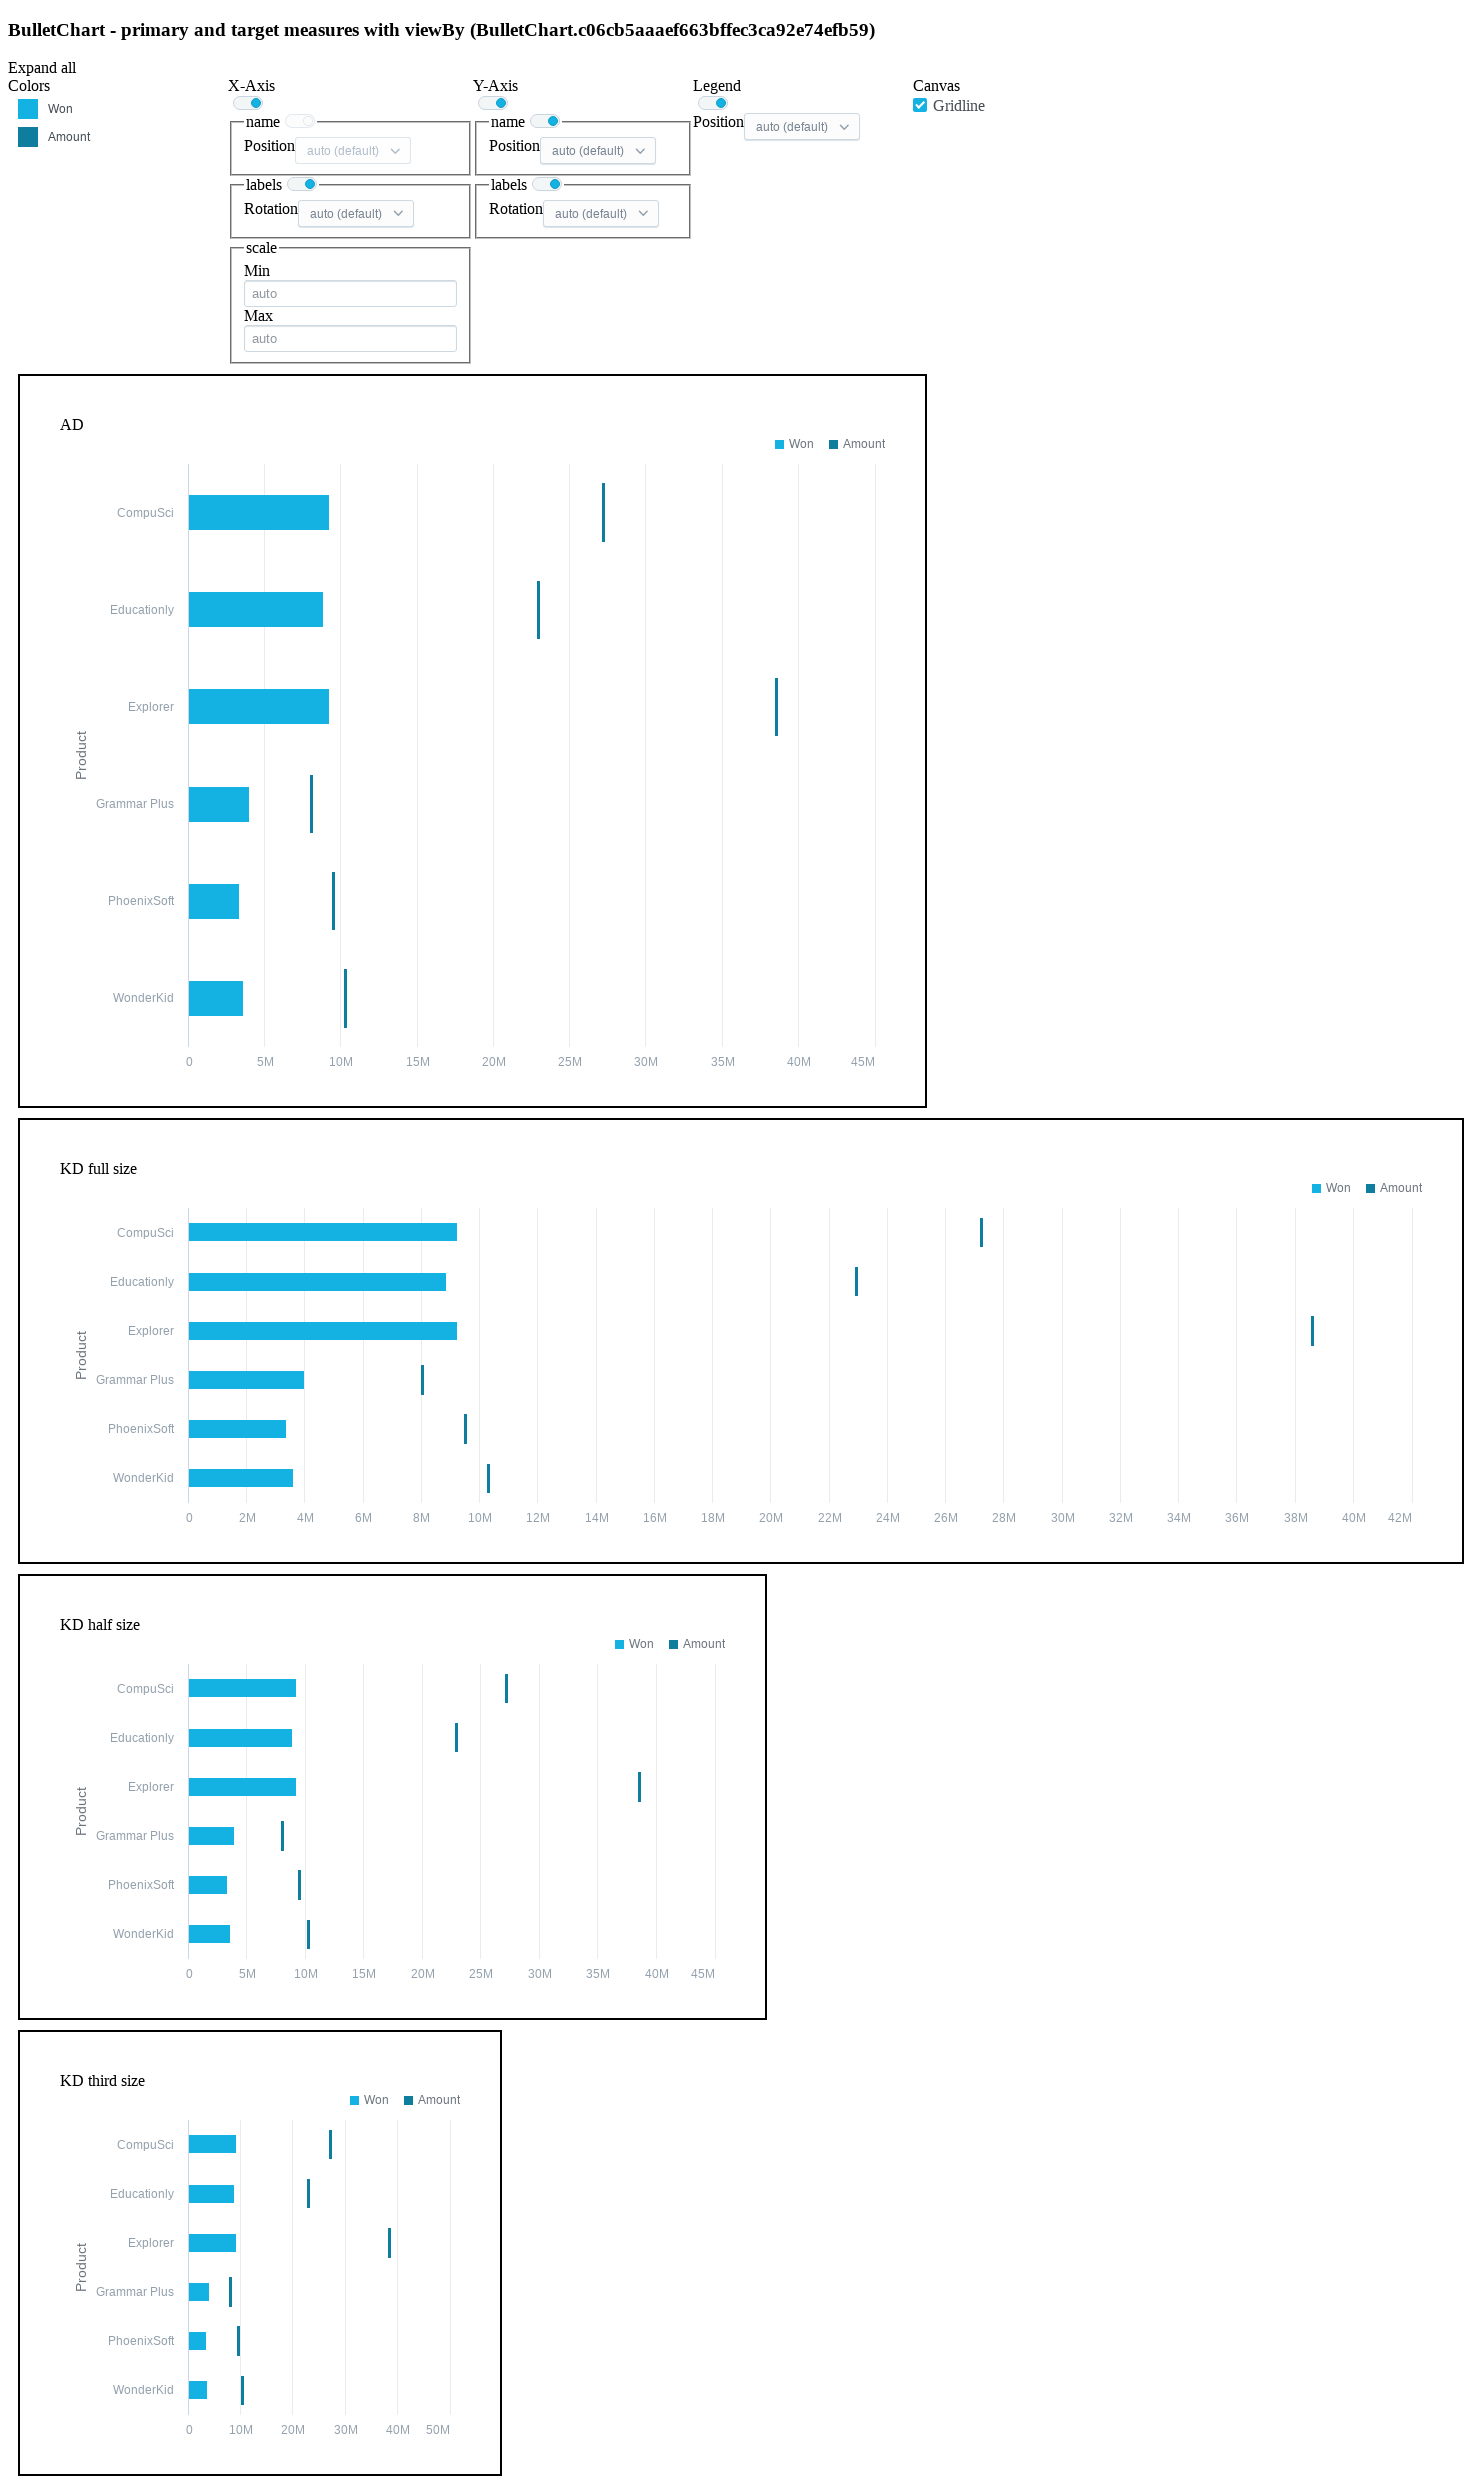 BulletChart - primary and target measures with viewBy (BulletChart.c06cb5aaaef663bffec3ca92e74efb59)
Expand all
Colors
Won
Amount
X-Axis
name
Position auto (default)
labels
Rotation auto (default)
scale
Min
auto
Max
auto
Y-Axis
name
Position auto (default)
labels
Rotation auto (default)
Legend
Position auto (default)
Canvas
Gridline
AD
Won Amount
Product
CompuSci
Educationly
Explorer
Grammar Plus
PhoenixSoft
WonderKid
0 5M 10M 15M 20M 25M 30M 35M 40M 45M
KD full size
Won Amount
Product
CompuSci
Educationly
Explorer
Grammar Plus
PhoenixSoft
WonderKid
0 2M 4M 6M 8M 10M 12M 14M 16M 18M 20M 22M 24M 26M 28M 30M 32M 34M 36M 38M 40M 42M
KD half size
Won Amount
Product
CompuSci
Educationly
Explorer
Grammar Plus
PhoenixSoft
WonderKid
0 5M 10M 15M 20M 25M 30M 35M 40M 45M
KD third size
Won Amount
Product
CompuSci
Educationly
Explorer
Grammar Plus
PhoenixSoft
WonderKid
0 10M 20M 30M 40M 50M